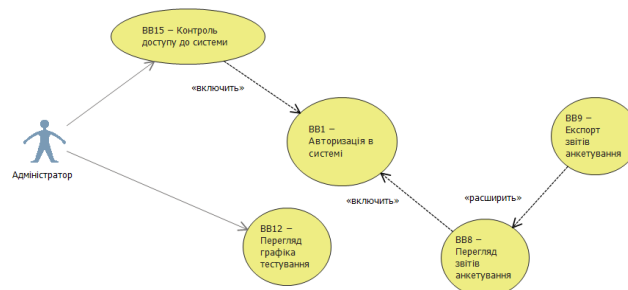 ВВ15 – Контроль
доступу до системи
«включить»
ВВ1 –
Авторизація в
системі
ВВ9 –
Експорт
звітів
анкетування
Адміністратор
«расширить»
«включить»
ВВ12 –
Перегляд
графіка
тестування
ВВ8 –
Перегляд
звітів
анкетування